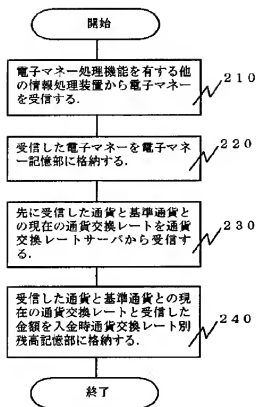 開始
電子マネー処理機能を有する他
の情報処理装置から電子マネー
を受信する.
210
受信した電子マネーを電子マネ
ー記憶部に格納する.
220
先に受信した通貨と基準通貨と
の現在の通貨交換レートを通貨
交換レートサーバから受信す
る.
230
受信した通貨と基準通貨との現
在の通貨交換レートと受信した
金額を入金時通貨交換レート別
残高記憶部に格納する.
240
終了